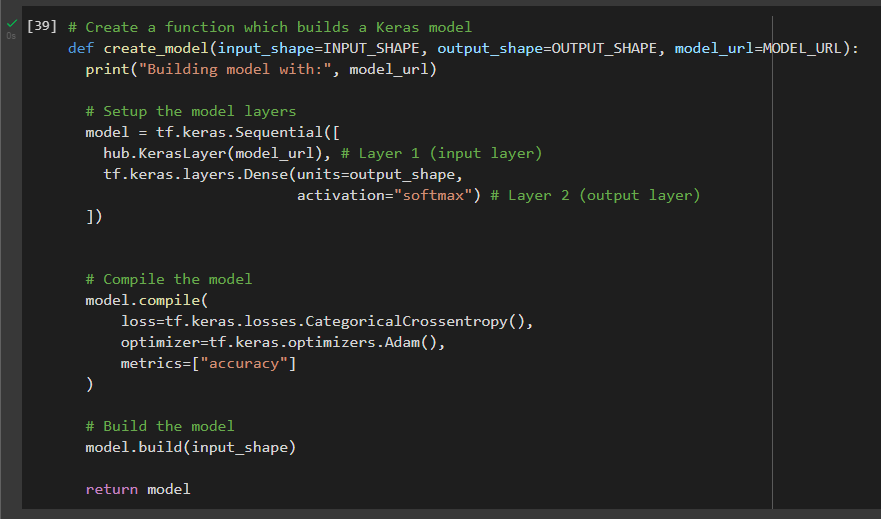 [39] # Create a function which builds a Keras model
0s def create_model(input_shape=INPUT_SHAPE, output_shape=OUTPUT_SHAPE, model_url=MODEL_URL):
print("Building model with:", model_url)
# Setup the model layers
model = tf.keras.Sequential([
hub.KerasLayer(model_url), # Layer 1 (input layer)
tf.keras.layers.Dense(units=output_shape,
activation="softmax") # Layer 2 (output layer)
])
# Compile the model
model.compile(
loss=tf.keras.losses.CategoricalCrossentropy(),
optimizer=tf.keras.optimizers.Adam(),
metrics=["accuracy"]
)
# Build the model
model.build(input_shape)
return model